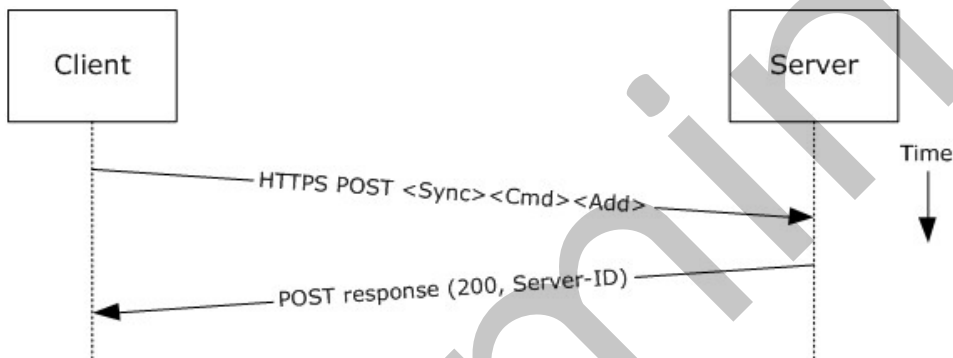 Client
Server
Time
HTTPS POST <Sync><Cmd><Add>
POST response (200, Server-ID)